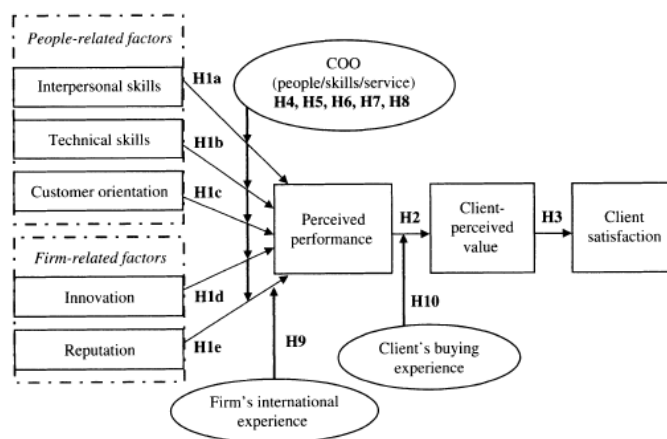 People-related factors
Interpersonal skills
H1a
Technical skills
H1b
Customer orientation
H1c
Firm-related factors
Innovation
H1d
Reputation
H1e
COO
(people/skills/service)
H4, H5, H6, H7, H8
Perceived
performance
H2
Client-
perceived
value
H3
Client
satisfaction
H9
H10
Firm's international
experience
Client's buying
experience